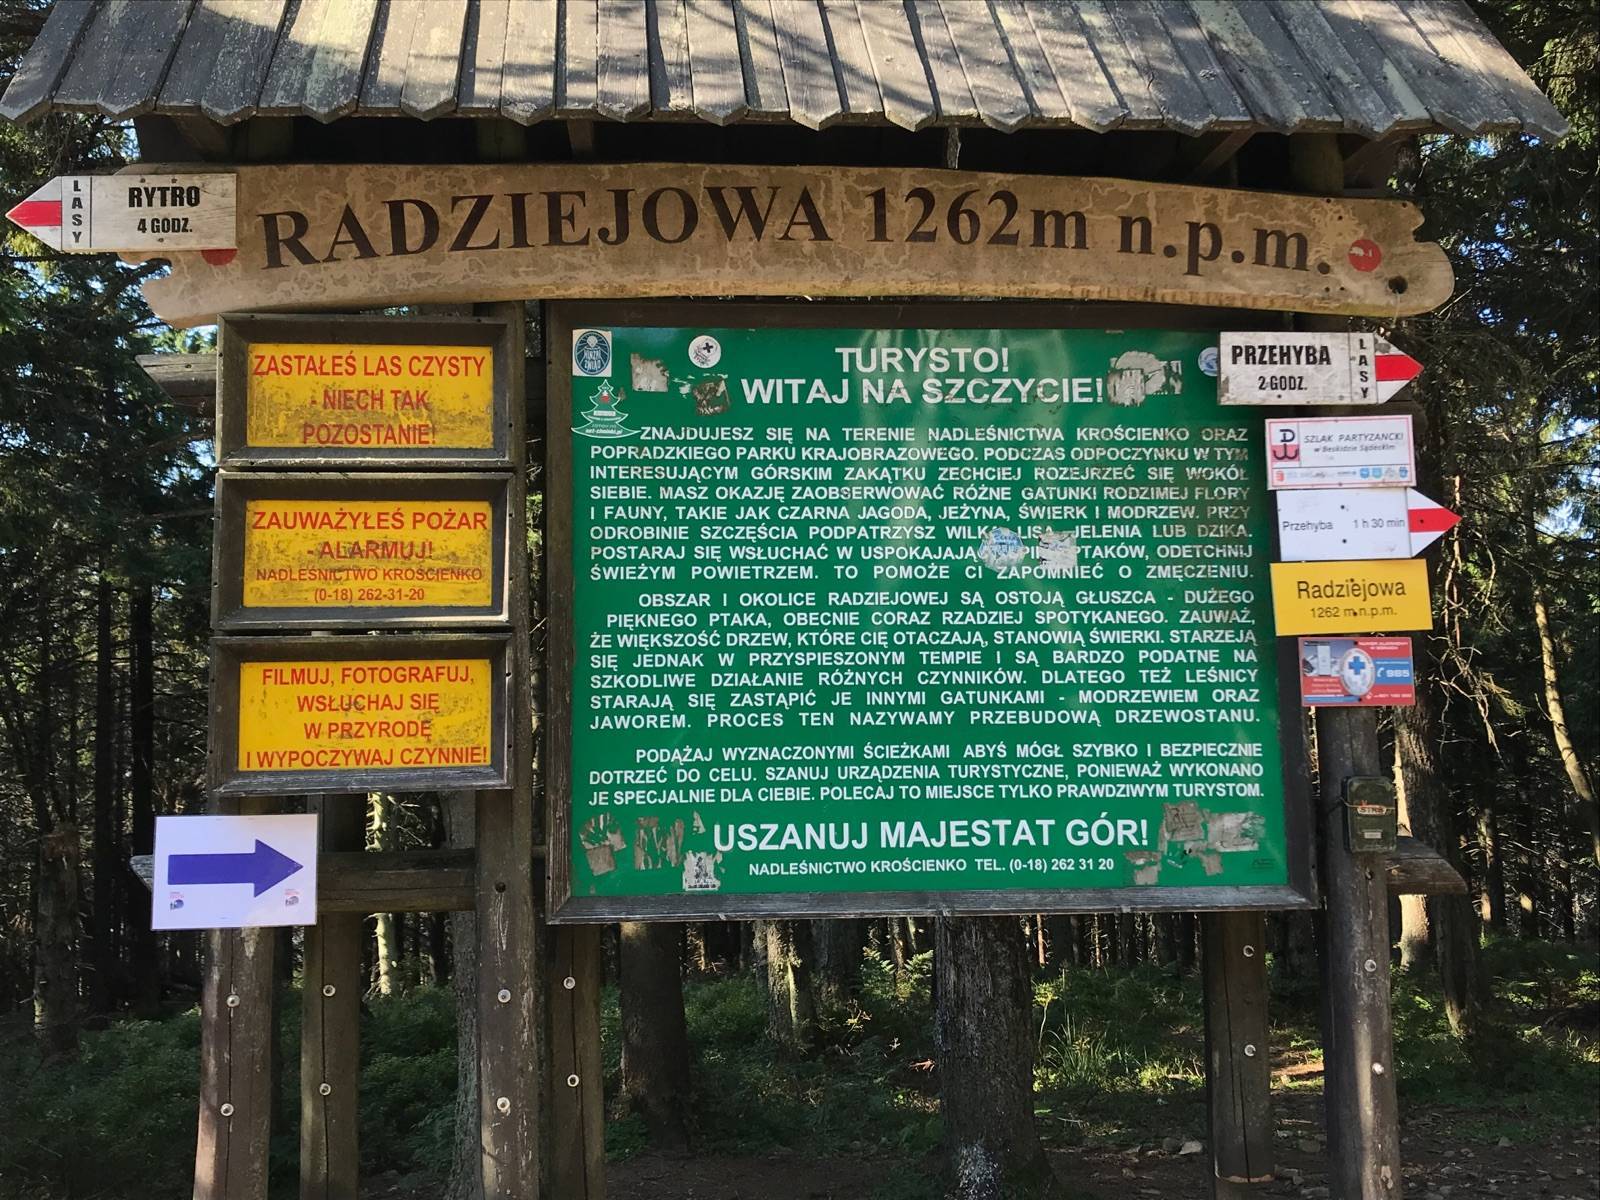 LASY
RYTRO
4 GODZ.
RADZIEJOWA 1262m n.p.m.
ZASTAŁEŚ LAS CZYSTY
- NIECH TAK
POZOSTANIE!
ZAUWAŻYŁEŚ POŻAR
- ALARMUJ!
NADLEŚNICTWO KROŚCIENKO
(0-18) 262-31-20
FILMUJ, FOTOGRAFUJ,
WSŁUCHAJ SIĘ
W PRZYRODĘ
I WYPOCZYWAJ CZYNNIE!
TURYSTO!
WITAJ NA SZCZYCIE!
ZNAJDUJESZ SIĘ NA TERENIE NADLEŚNICTWA KROŚCIENKO ORAZ
POPRADZKIEGO PARKU KRAJOBRAZOWEGO. PODCZAS ODPOCZYNKU W TYM
INTERESUJĄCYM GÓRSKIM ZAKĄTKU ZECHCIEJ ROZEJRZEĆ SIĘ WOKÓŁ
SIEBIE. MASZ OKAZJĘ ZAOBSERWOWAĆ RÓŻNE GATUNKI RODZIMEJ FLORY
I FAUNY, TAKIE JAK CZARNA JAGODA, JEŻYNA, ŚWIERK I MODRZEW. PRZY
ODROBINIE SZCZĘŚCIA PODPATRZYSZ WILKA LISA, JELENIA LUB DZIKA.
POSTARAJ SIĘ WSŁUCHAĆ W PTAKÓW, ODETCHNIJ
ŚWIEŻYM POWIETRZEM. TO POMOŻE CI ZAPOMNIEĆ O ZMĘCZENIU.
OBSZAR I OKOLICE RADZIEJOWEJ SĄ OSTOJĄ GŁUSZCA - DUŻEGO
PIĘKNEGO PTAKA, OBECNIE CORAZ RZADZIEJ SPOTYKANEGO. ZAUWAŻ,
ŻE WIĘKSZOŚĆ DRZEW, KTÓRE CIĘ OTACZAJĄ, STANOWIĄ ŚWIERKI. STARZEJĄ
SIĘ JEDNAK W PRZYSPIESZONYM TEMPIE I SĄ BARDZO PODATNE NA
SZKODLIWE DZIAŁANIE RÓŻNYCH CZYNNIKÓW. DLATEGO TEŻ LEŚNICY
STARAJĄ SIĘ ZASTĄPIĆ JE INNYMI GATUNKAMI - MODRZEWIEM ORAZ
JAWOREM. PROCES TEN NAZYWAMY PRZEBUDOWĄ DRZEWOSTANU.
PODĄŻAJ WYZNACZONYMI ŚCIEŻKAMI ABYŚ MÓGŁ SZYBKO I BEZPIECZNIE
DOTRZEĆ DO CELU. SZANUJ URZĄDZENIA TURYSTYCZNE, PONIEWAŻ WYKONANO
JE SPECJALNIE DLA CIEBIE. POLECAJ TO MIEJSCE TYLKO PRAWDZIWYM TURYSTOM.
USZANUJ MAJESTAT GÓR!
NADLEŚNICTWO KROŚCIENKO TEL. (0-18) 262 31 20
PRZEHYBA
2 GODZ.
LASY
SZLAK PARTYZANCKI
w Beskidzie Sądeckim
Przehyba 1 h 30 min
Radziejowa
1262 m n.p.m.
985